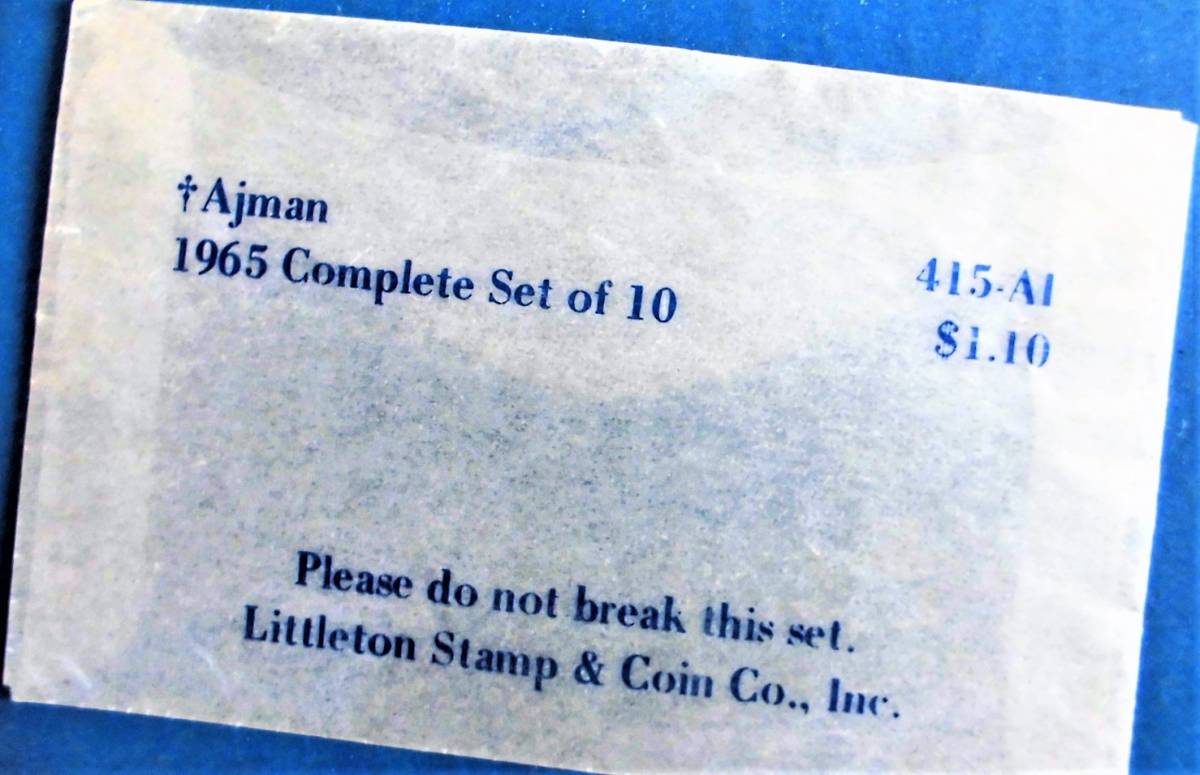 †Ajman
1965 Complete Set of 10
415-A1
$1.10
Please do not break this set.
Littleton Stamp & Coin Co., Inc.